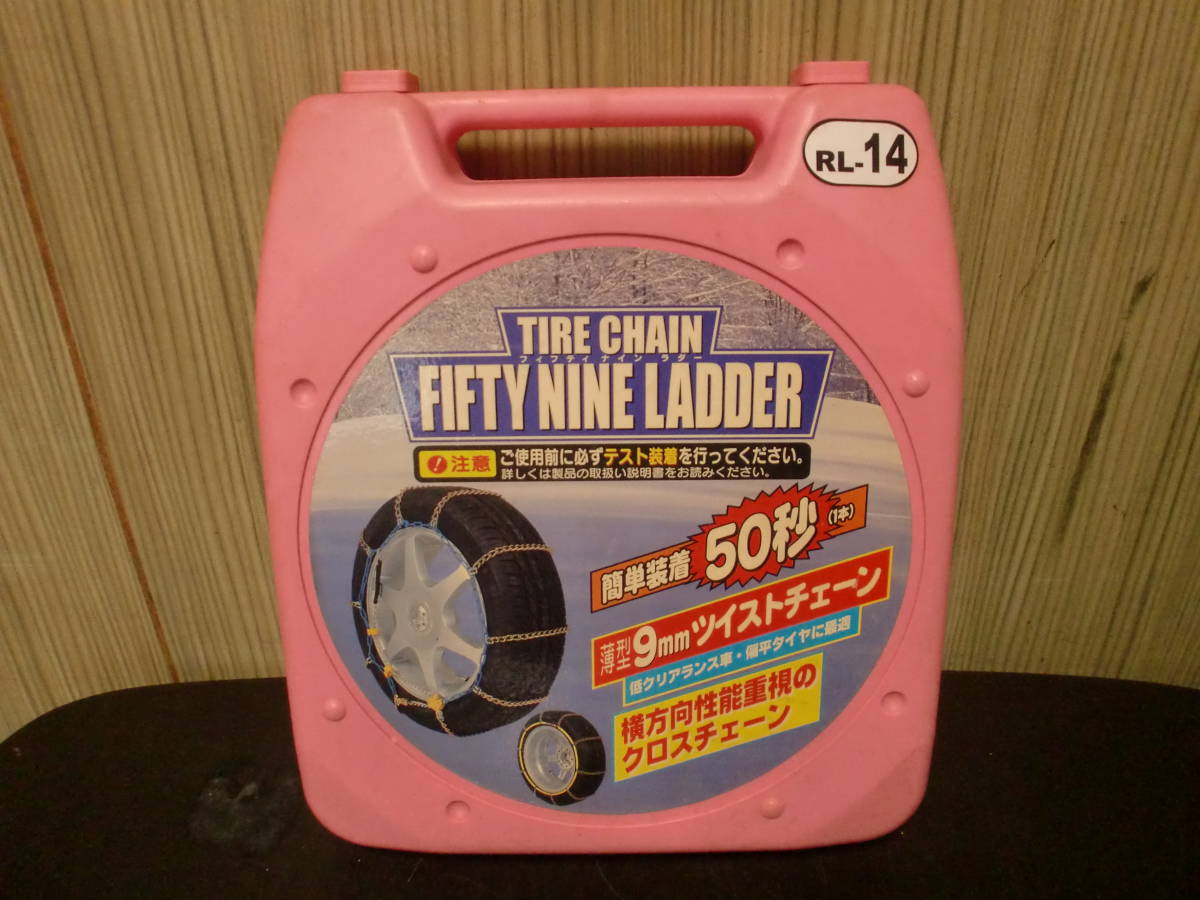 RL-14
TIRE CHAIN
フィフティ ナイン ラダー
FIFTY NINE LADDER
注意
ご使用前に必ずテスト装着を行ってください。
詳しくは製品の取扱い説明書をお読みください。
簡単装着 50秒 (1本)
薄型9mmツイストチェーン
低クリアランス車・偏平タイヤに最適
横方向性能重視の
クロスチェーン